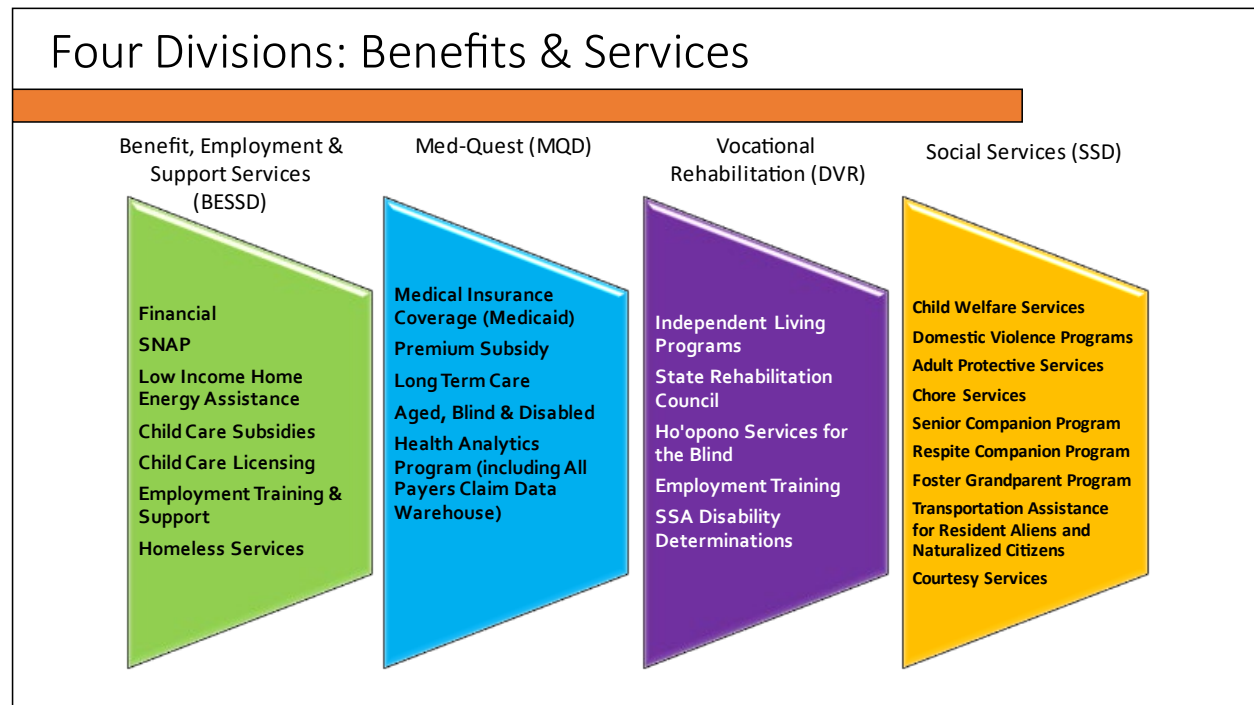 Four Divisions: Benefits & Services
Benefit, Employment &
Support Services
(BESSD)
Financial
SNAP
Low Income Home
Energy Assistance
Child Care Subsidies
Child Care Licensing
Employment Training &
Support
Homeless Services
Med-Quest (MQD)
Medical Insurance
Coverage (Medicaid)
Premium Subsidy
Long Term Care
Aged, Blind & Disabled
Health Analytics
Program (including All
Payers Claim Data
Warehouse)
Vocational
Rehabilitation (DVR)
Independent Living
Programs
State Rehabilitation
Council
Ho'opono Services for
the Blind
Employment Training
SSA Disability
Determinations
Social Services (SSD)
Child Welfare Services
Domestic Violence Programs
Adult Protective Services
Chore Services
Senior Companion Program
Respite Companion Program
Foster Grandparent Program
Transportation Assistance
for Resident Aliens and
Naturalized Citizens
Courtesy Services